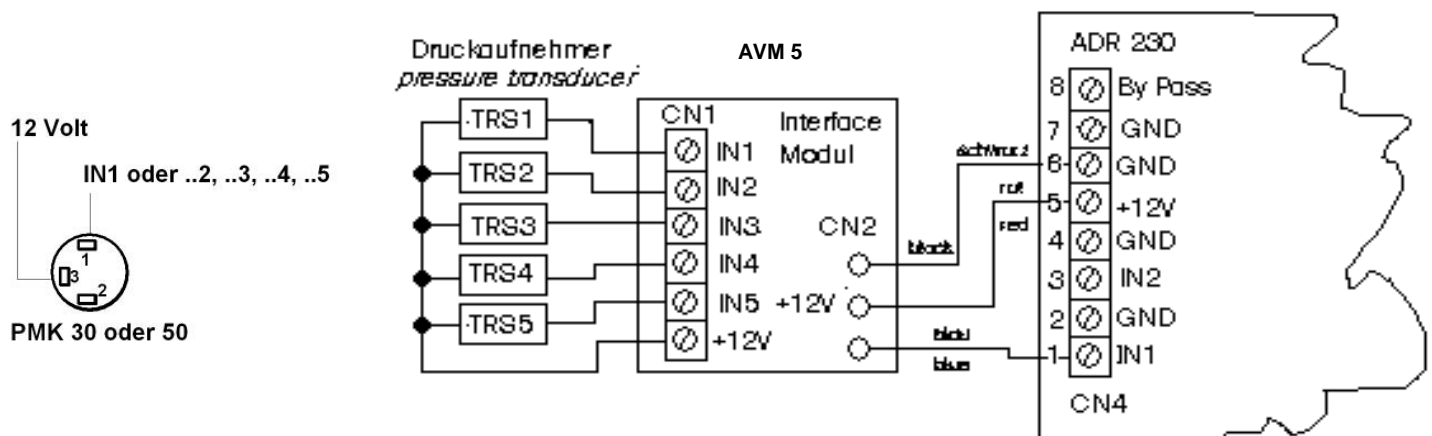 12 Volt
IN1 oder ..2, ..3, ..4, ..5
1
3
2
PMK 30 oder 50
Druckaufnehmer
pressure transducer
TRS1
TRS2
TRS3
TRS4
TRS5
AVM 5
CN1
IN1
IN2
IN3
IN4
IN5
+12V
Interface
Modul
CN2
+12V
schwarz
black
rot
red
blau
blue
ADR 230
8 By Pass
7 GND
6 GND
5 +12V
4 GND
3 IN2
2 GND
1 IN1
CN4